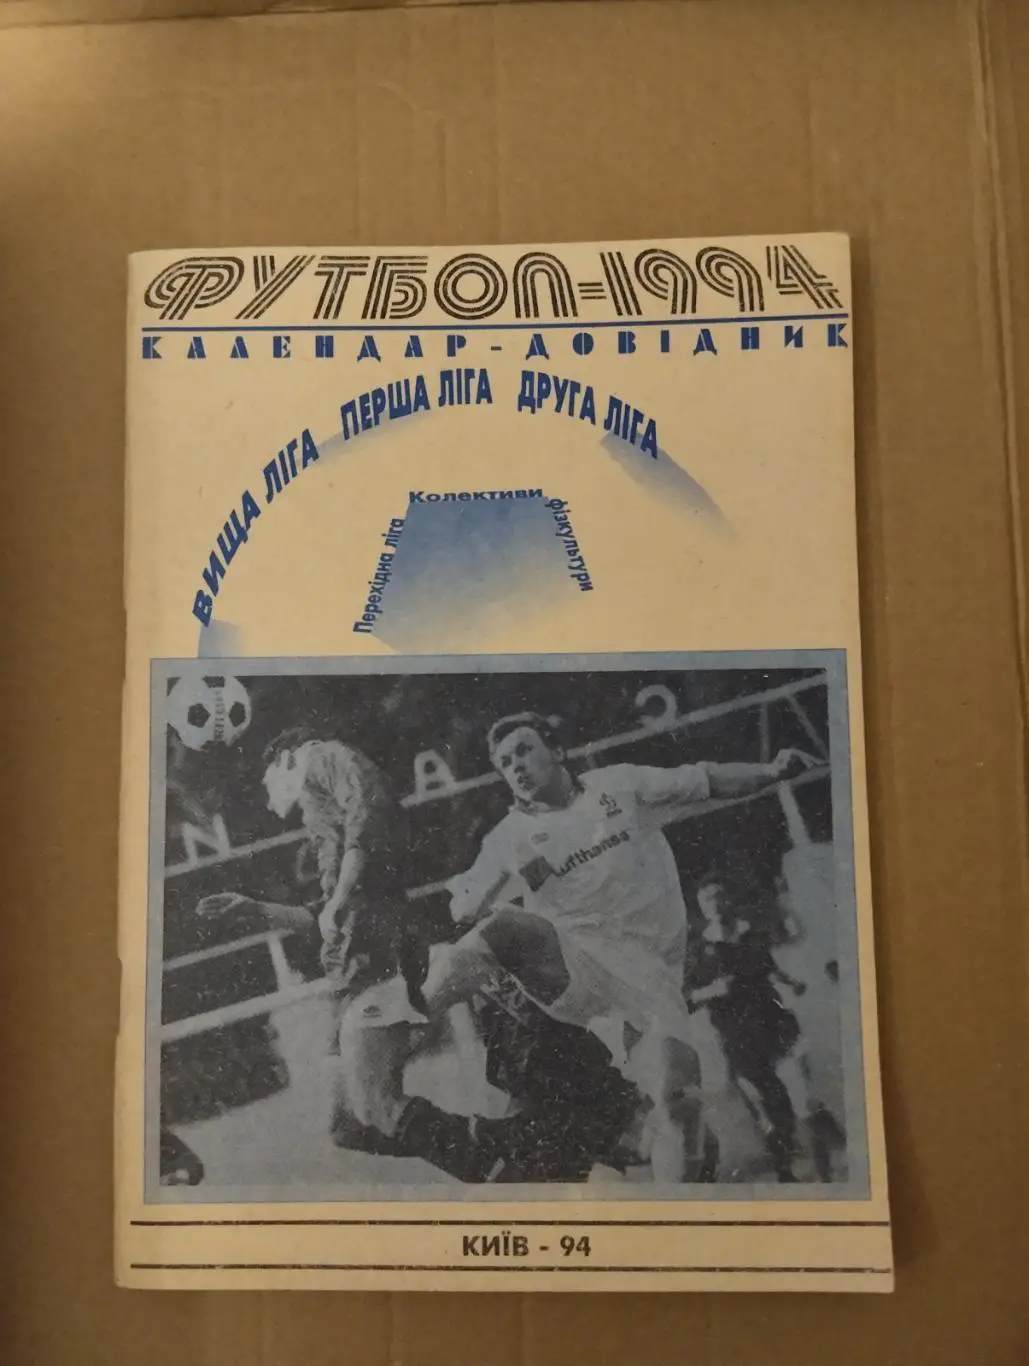 ФУТБОЛ-1994
КАЛЕНДАР-ДОВІДНИК
ВИЩА ЛІГА ПЕРША ЛІГА ДРУГА ЛІГА
Перехідна ліга Колективи фізкультури
Lufthansa
КИЇВ - 94